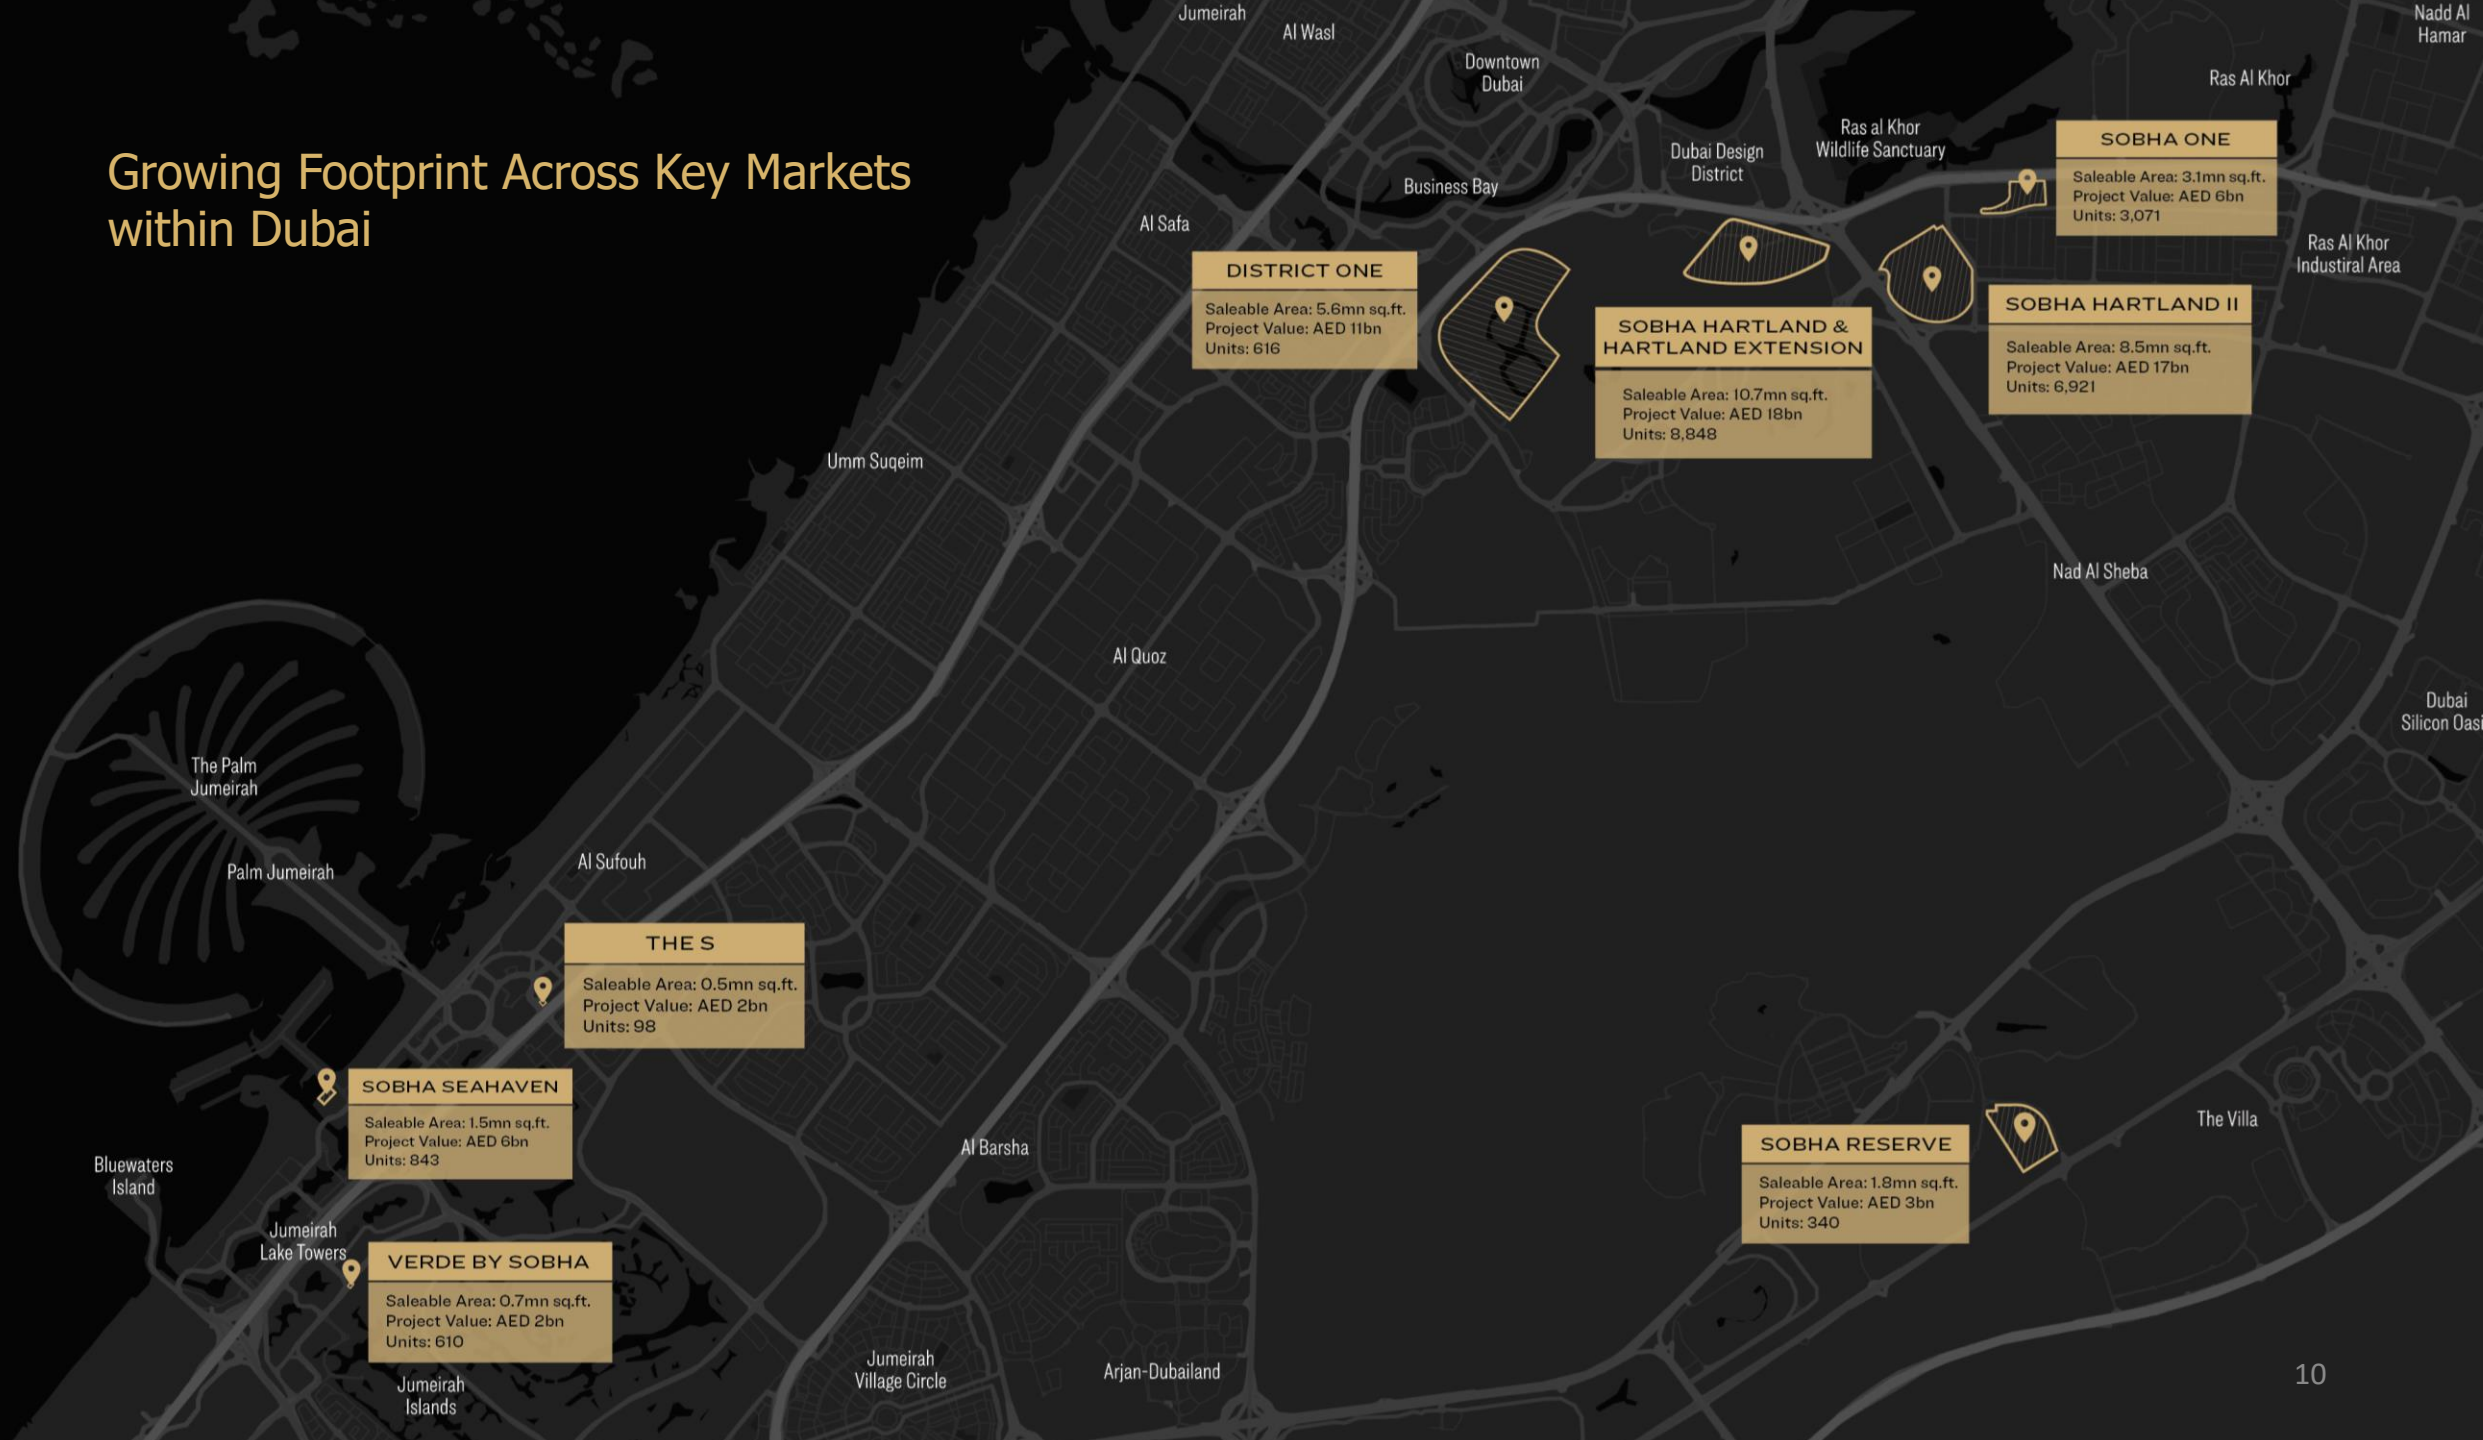 Growing Footprint Across Key Markets
within Dubai
Jumeirah
Al Wasl
Downtown
Dubai
Business Bay
Al Safa
Dubai Design
District
Ras al Khor
Wildlife Sanctuary
Ras Al Khor
Nadd Al
Hamar
SOBHA ONE
Saleable Area: 3.1mn sq.ft.
Project Value: AED 6bn
Units: 3,071
Ras Al Khor
Industiral Area
DISTRICT ONE
Saleable Area: 5.6mn sq.ft.
Project Value: AED 11bn
Units: 616
SOBHA HARTLAND &
HARTLAND EXTENSION
Saleable Area: 10.7mn sq.ft.
Project Value: AED 18bn
Units: 8,848
SOBHA HARTLAND II
Saleable Area: 8.5mn sq.ft.
Project Value: AED 17bn
Units: 6,921
Umm Suqeim
Nad Al Sheba
Al Quoz
Dubai
Silicon Oasi
The Palm
Jumeirah
Palm Jumeirah
Al Sufouh
THE S
Saleable Area: 0.5mn sq.ft.
Project Value: AED 2bn
Units: 98
SOBHA SEAHAVEN
Saleable Area: 1.5mn sq.ft.
Project Value: AED 6bn
Units: 843
Bluewaters
Island
Al Barsha
The Villa
SOBHA RESERVE
Saleable Area: 1.8mn sq.ft.
Project Value: AED 3bn
Units: 340
Jumeirah
Lake Towers
VERDE BY SOBHA
Saleable Area: 0.7mn sq.ft.
Project Value: AED 2bn
Units: 610
Jumeirah
Islands
Jumeirah
Village Circle
Arjan-Dubailand
10